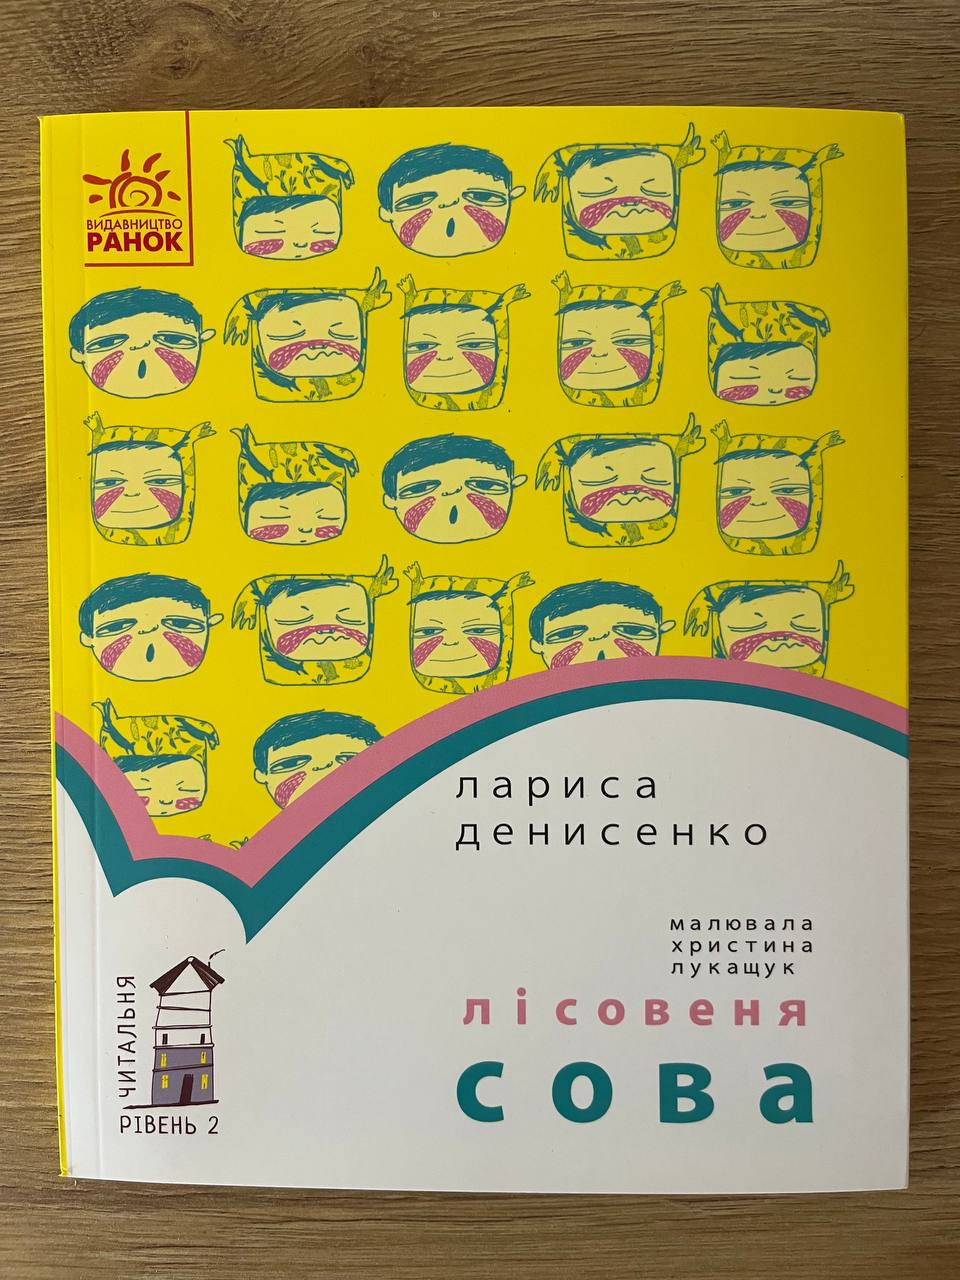 ВИДАВНИЦТВО
РАНОК
лариса
денисенко
малювала
христина
лукащук
лісовеня
сова
ЧИТАЛЬНЯ
РІВЕНЬ 2